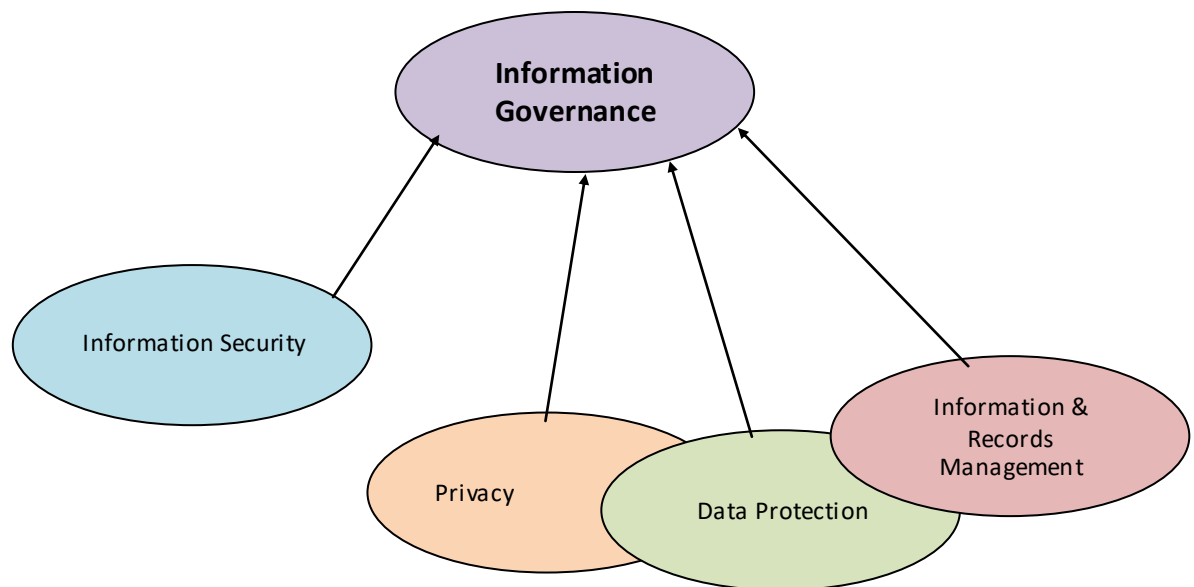 Information
Governance
Information Security
Information &
Records
Management
Privacy
Data Protection